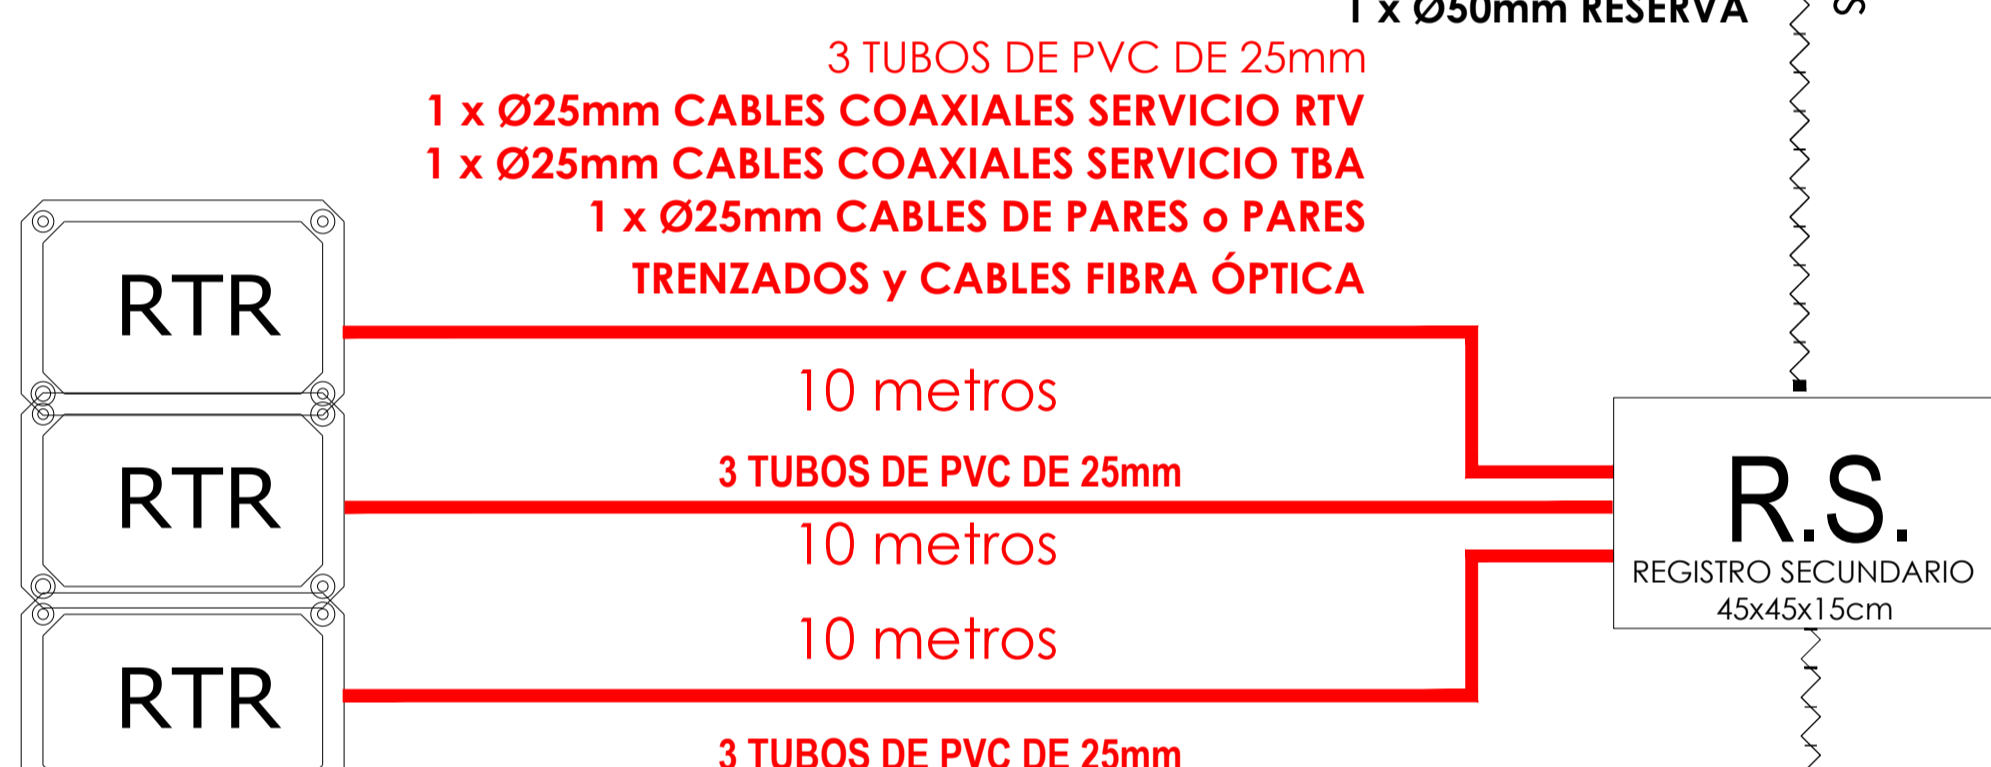 1 x Ø50mm RESERVA
3 TUBOS DE PVC DE 25mm
1 x Ø25mm CABLES COAXIALES SERVICIO RTV
1 x Ø25mm CABLES COAXIALES SERVICIO TBA
1 x Ø25mm CABLES DE PARES o PARES
TRENZADOS y CABLES FIBRA ÓPTICA
RTR
10 metros
3 TUBOS DE PVC DE 25mm
RTR
10 metros
R.S.
REGISTRO SECUNDARIO
45x45x15cm
10 metros
RTR
3 TUBOS DE PVC DE 25mm